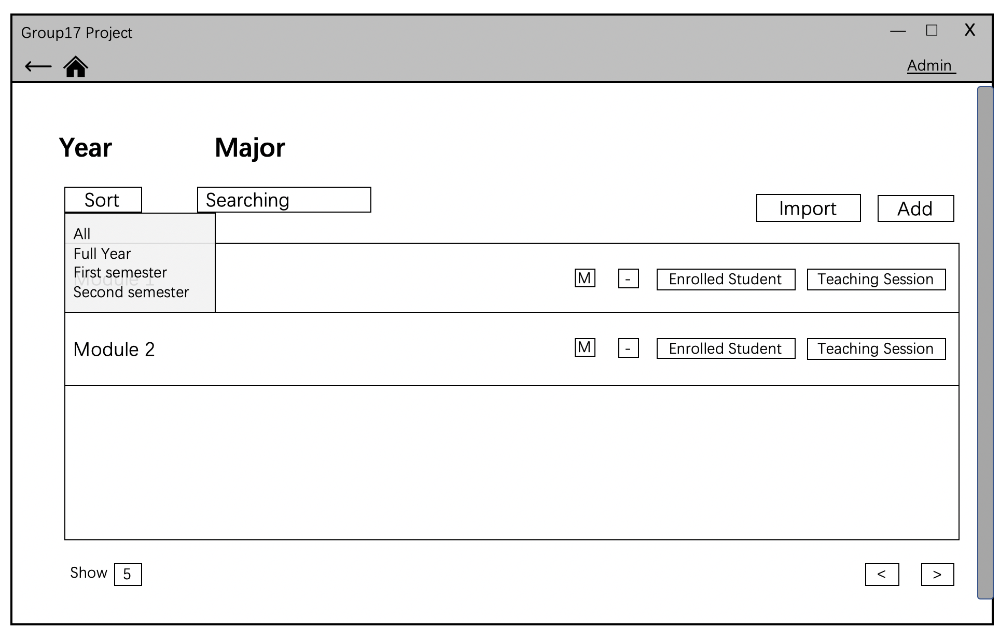 Group17 Project
X
Admin
Year Major
Sort Searching
Import Add
All
Full Year
First semester
Module 1
Second semester
M - Enrolled Student Teaching Session
Module 2 M - Enrolled Student Teaching Session
Show 5 < >